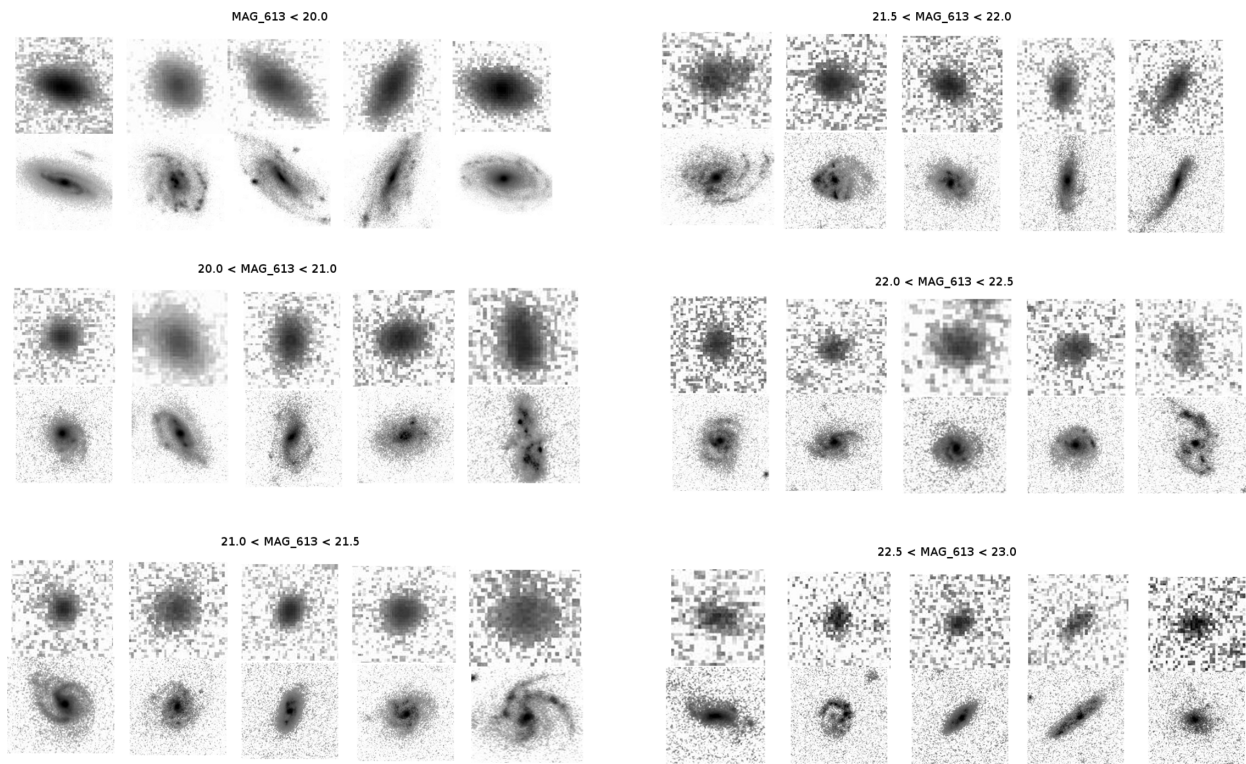 MAG_613 < 20.0
20.0 < MAG_613 < 21.0
21.0 < MAG_613 < 21.5
21.5 < MAG_613 < 22.0
22.0 < MAG_613 < 22.5
22.5 < MAG_613 < 23.0